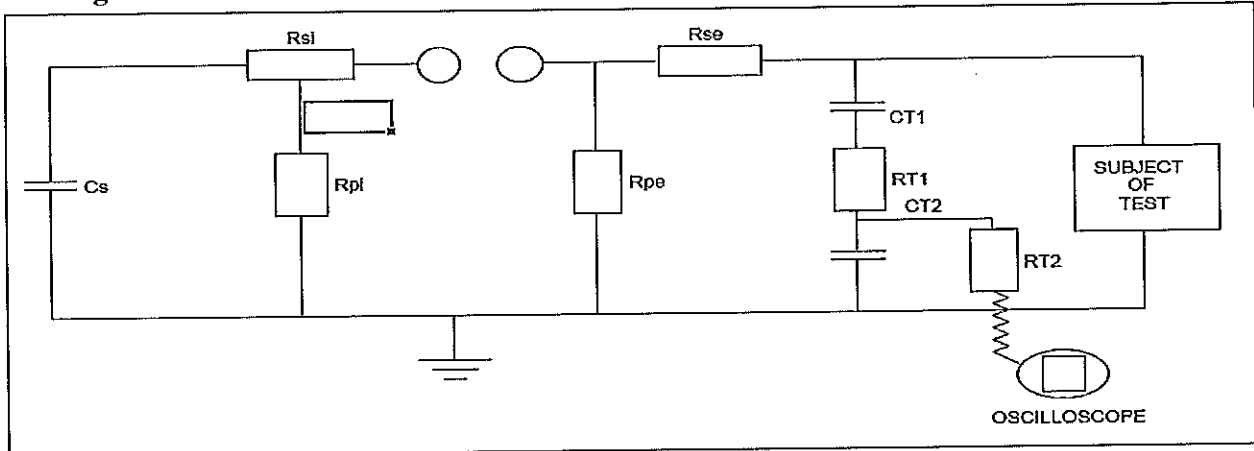 Rsi
Rse
CT1
Cs
Rpi
Rpe
RT1
CT2
RT2
SUBJECT
OF
TEST
OSCILLOSCOPE